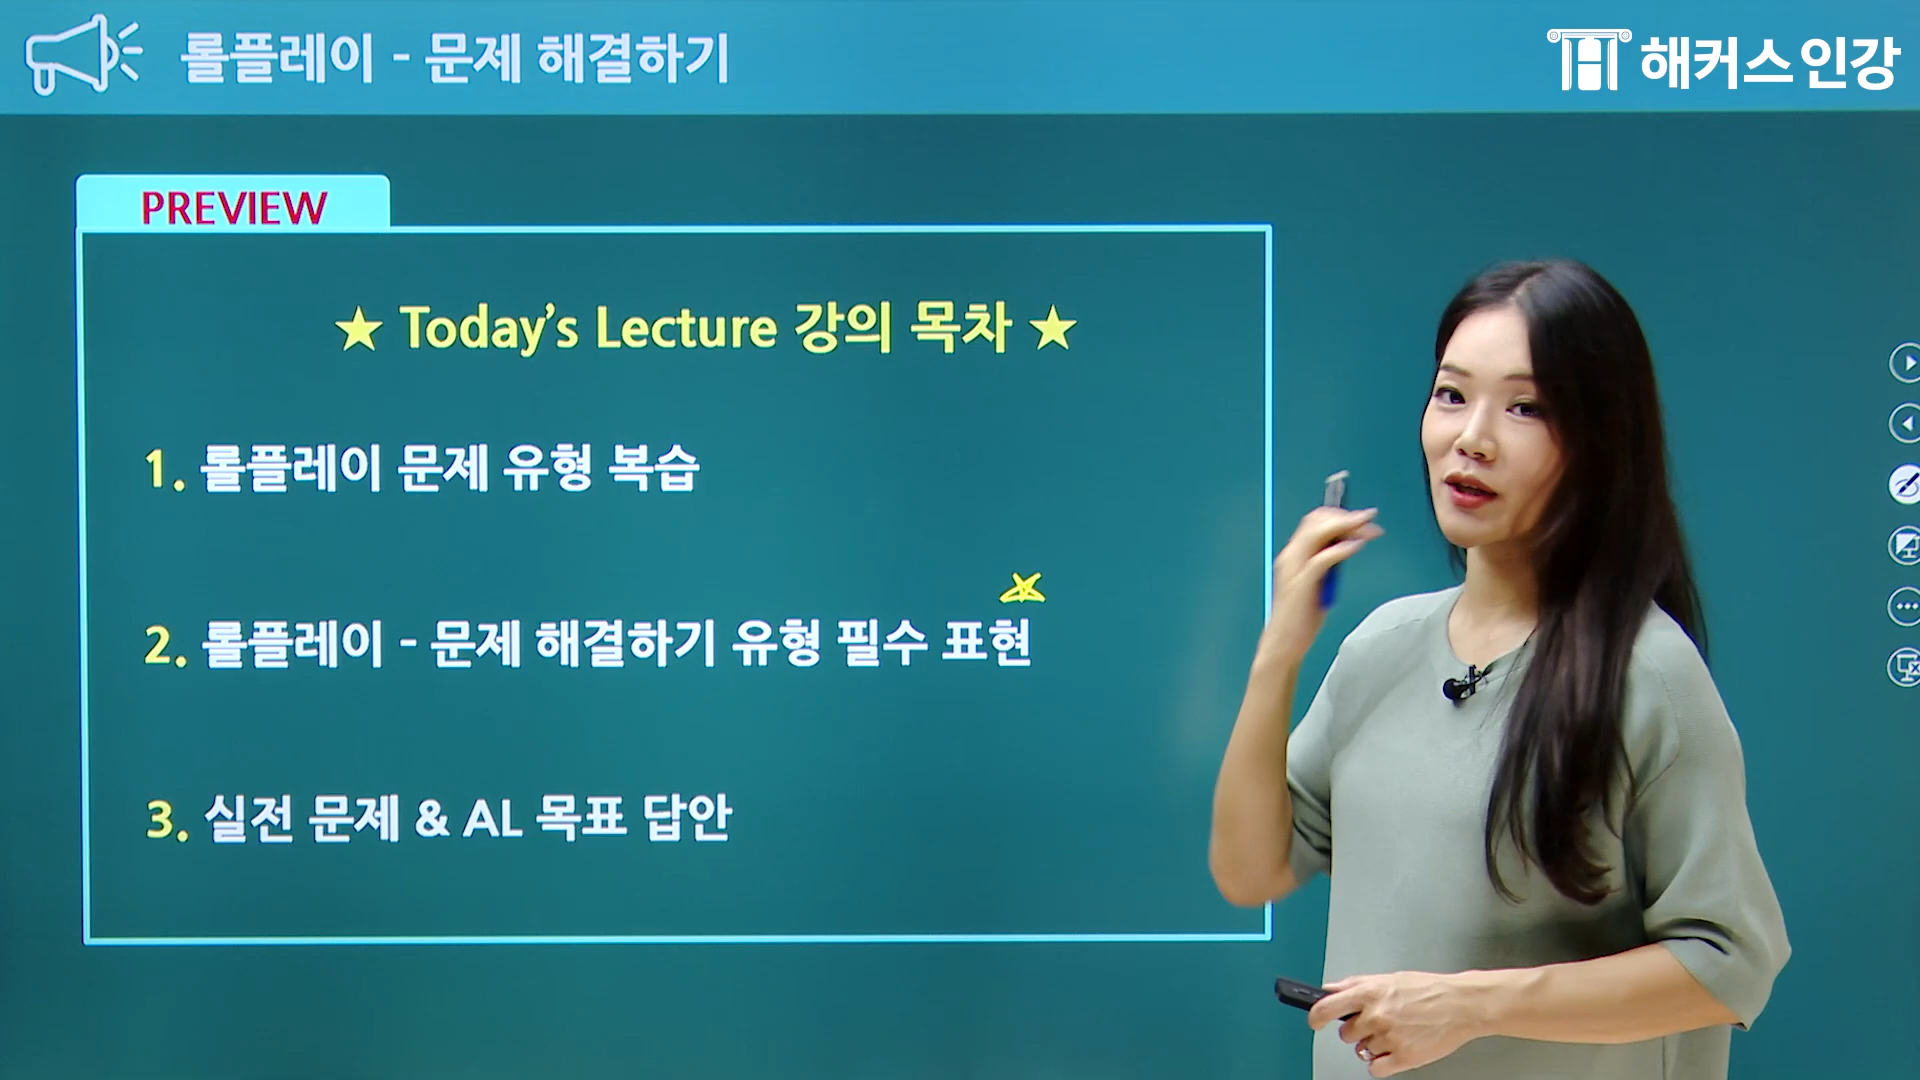 롤플레이 - 문제 해결하기
해커스인강
PREVIEW
★ Today's Lecture 강의 목차 ★
1. 롤플레이 문제 유형 복습
2. 롤플레이 - 문제 해결하기 유형 필수 표현
3. 실전 문제 & AL 목표 답안